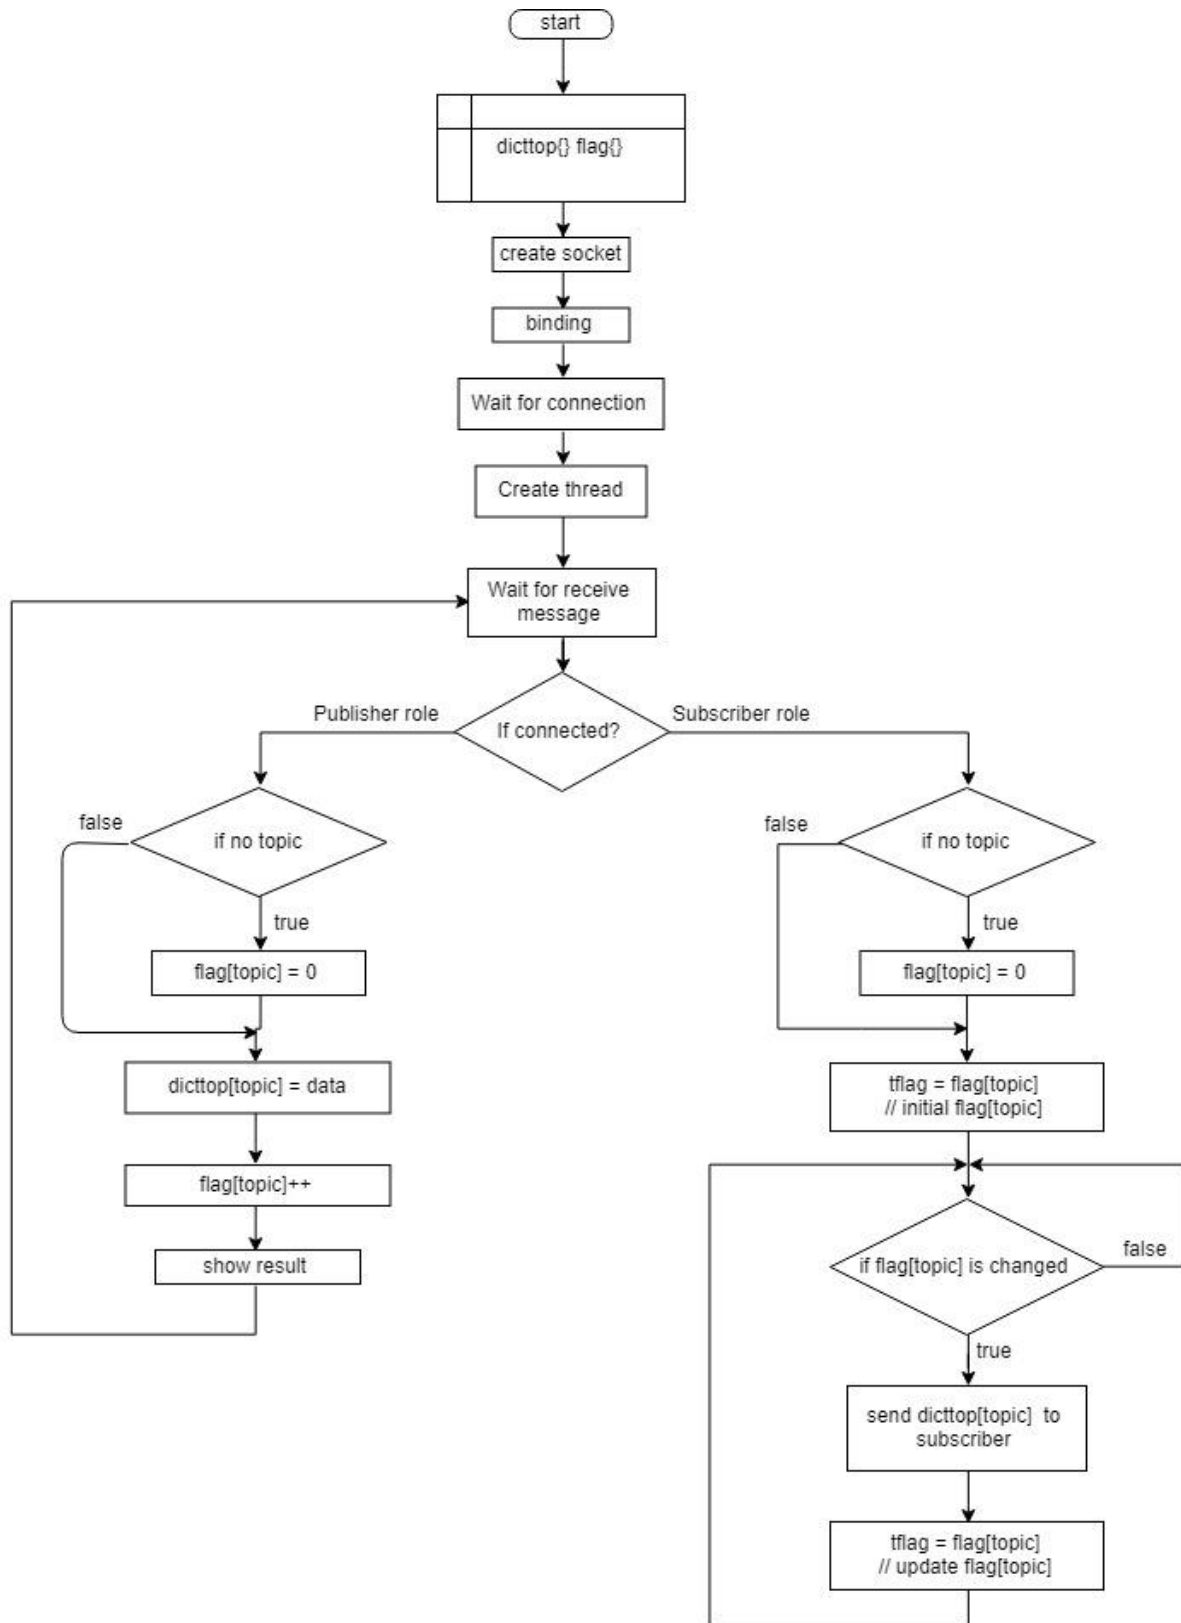 start
dicttop{} flag{}
create socket
binding
Wait for connection
Create thread
Wait for receive
message
Publisher role
If connected?
Subscriber role
false
if no topic
true
flag[topic] = 0
dicttop[topic] = data
flag[topic]++
show result
false
if no topic
true
flag[topic] = 0
tflag = flag[topic]
// initial flag[topic]
if flag[topic] is changed
false
true
send dicttop[topic]  to
subscriber
tflag = flag[topic]
// update flag[topic]